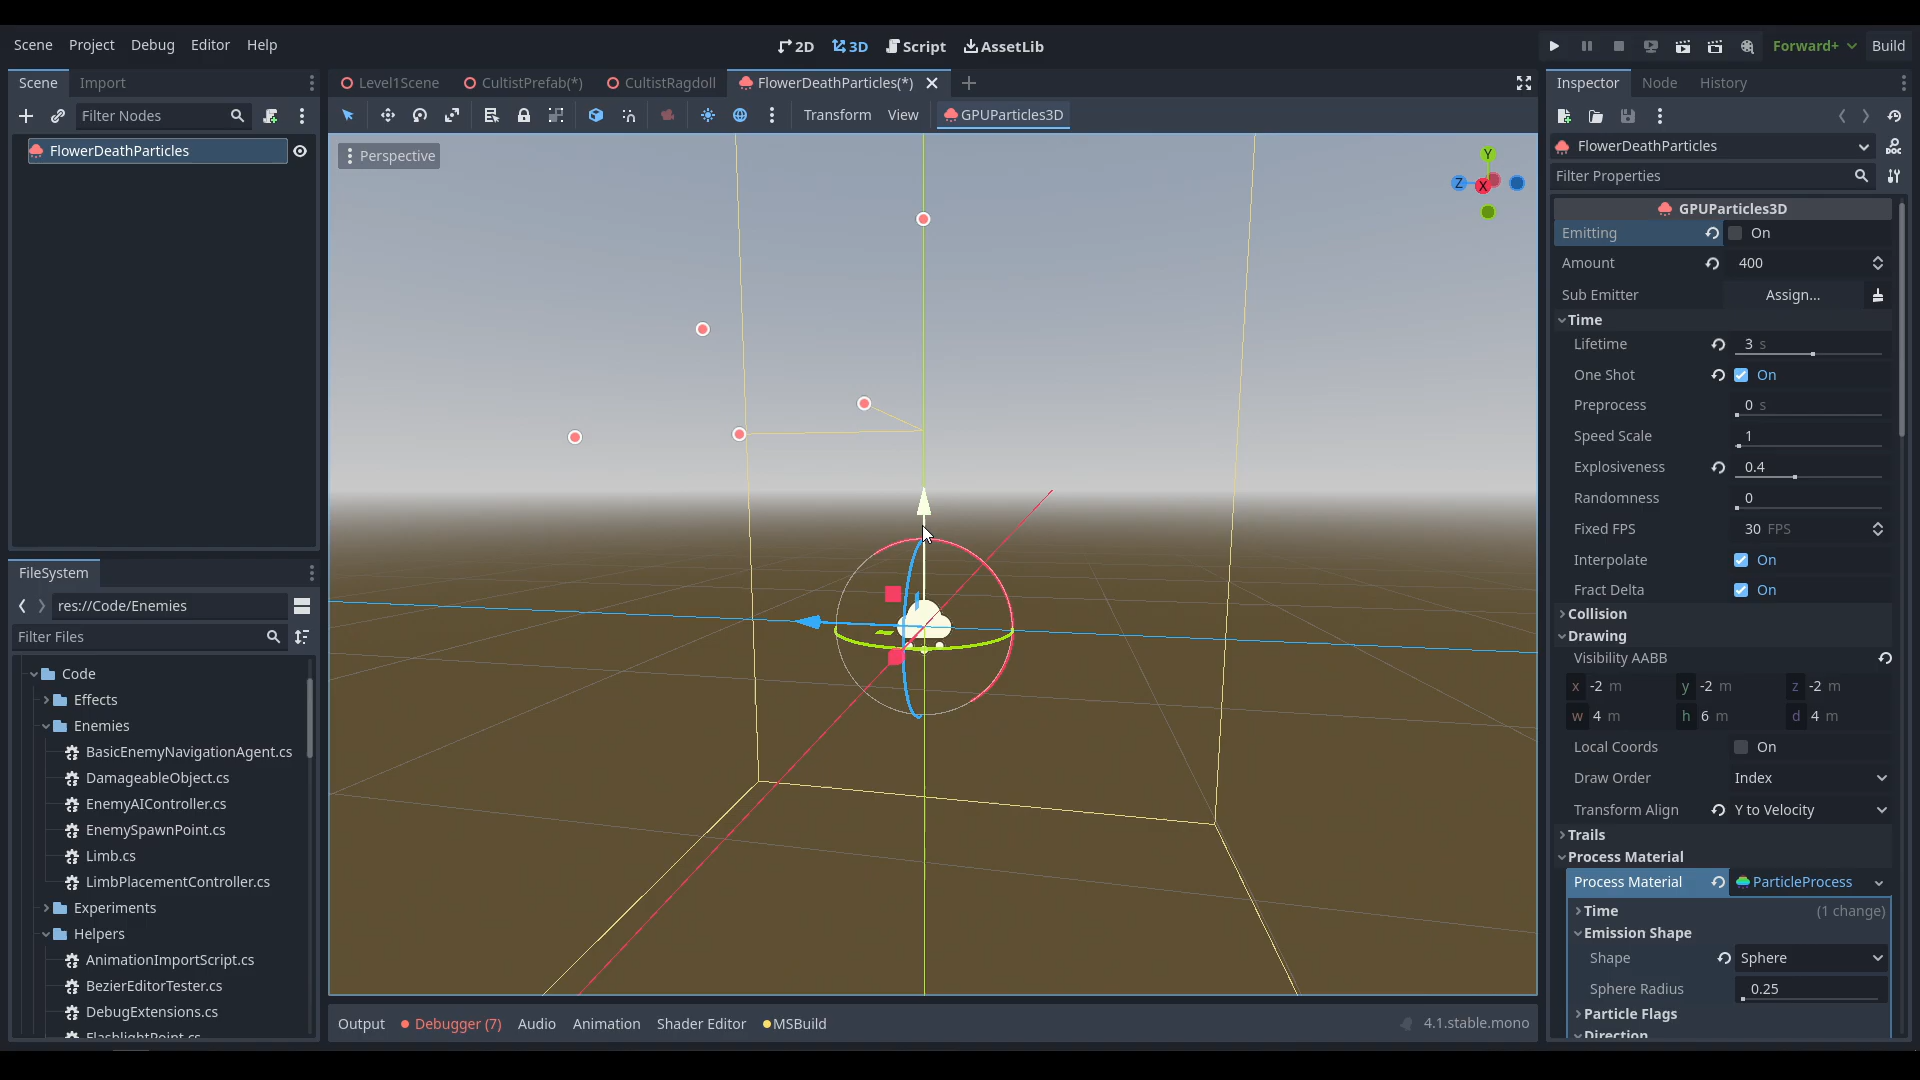 Scene Project Debug Editor Help
2D 3D Script AssetLib
Forward+ Build
Scene Import
Filter Nodes
FlowerDeathParticles
Level1Scene CultistPrefab(*) CultistRagdoll FlowerDeathParticles(*)
Transform View GPUParticles3D
Perspective
Y
Z X
FileSystem
res://Code/Enemies
Filter Files
Code
Effects
Enemies
BasicEnemyNavigationAgent.cs
DamageableObject.cs
EnemyAIController.cs
EnemySpawnPoint.cs
Limb.cs
LimbPlacementController.cs
Experiments
Helpers
AnimationImportScript.cs
BezierEditorTester.cs
DebugExtensions.cs
FlashlightPoint.cs
Output Debugger (7) Audio Animation Shader Editor MSBuild
4.1.stable.mono
Inspector Node History
FlowerDeathParticles
DOC
Filter Properties
GPUParticles3D
Emitting On
Amount 400
Sub Emitter Assign...
Time
Lifetime 3 s
One Shot On
Preprocess 0 s
Speed Scale 1
Explosiveness 0.4
Randomness 0
Fixed FPS 30 FPS
Interpolate On
Fract Delta On
Collision
Drawing
Visibility AABB
x -2 m y -2 m z -2 m
w 4 m h 6 m d 4 m
Local Coords On
Draw Order Index
Transform Align Y to Velocity
Trails
Process Material
Process Material ParticleProcess
Time (1 change)
Emission Shape
Shape Sphere
Sphere Radius 0.25
Particle Flags
Direction